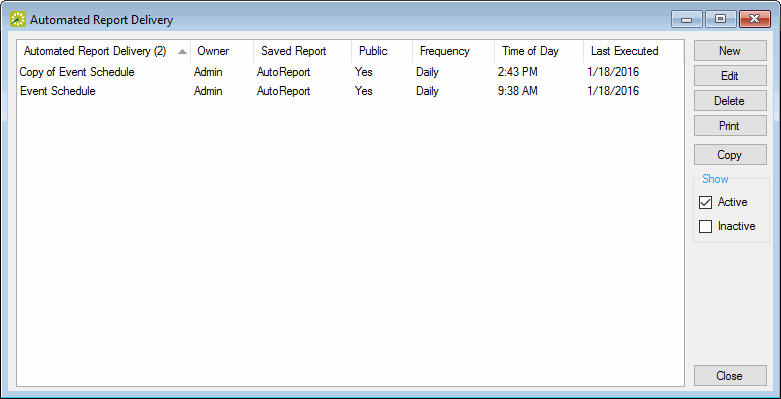 Automated Report Delivery
Automated Report Delivery (2) Owner Saved Report Public Frequency Time of Day Last Executed
Copy of Event Schedule Admin AutoReport Yes Daily 2:43 PM 1/18/2016
Event Schedule Admin AutoReport Yes Daily 9:38 AM 1/18/2016
New
Edit
Delete
Print
Copy
Show
Active
Inactive
Close